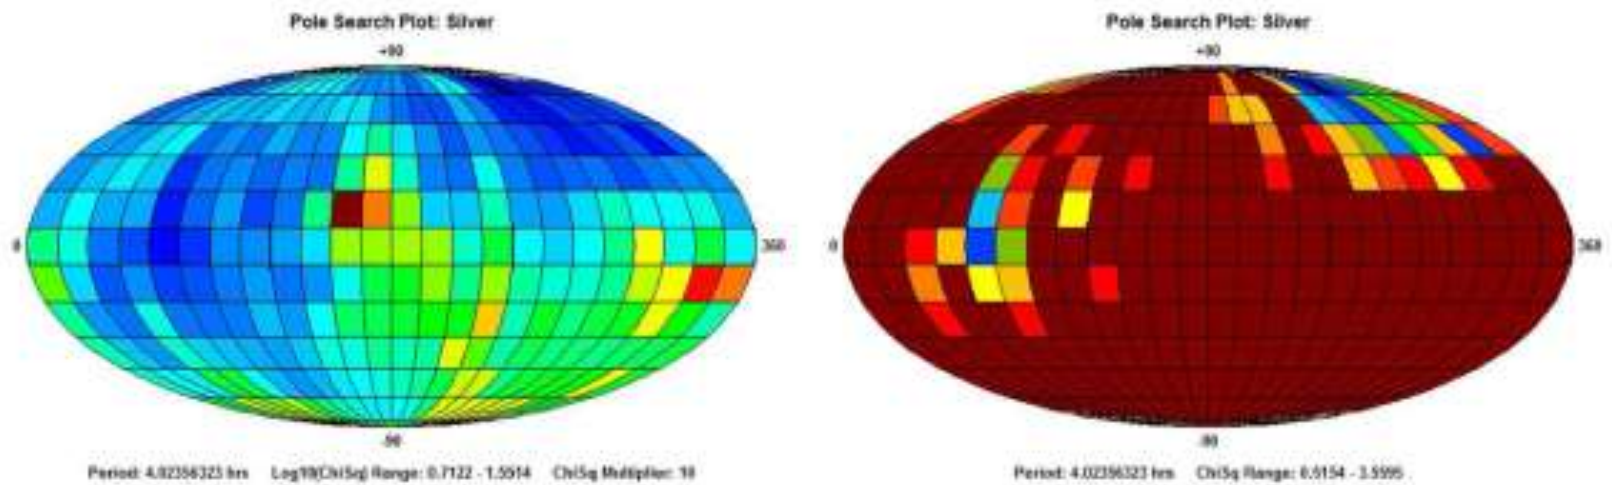 Pole Search Plot: Silver
+90
0
360
-90
Period: 4.02356323 hrs Log10(ChiSq) Range: 0.7122 - 1.5514 ChiSq Multiplier: 10
Pole Search Plot: Silver
+90
0
360
-90
Period: 4.02356323 hrs ChiSq Range: 0.5154 - 3.5595